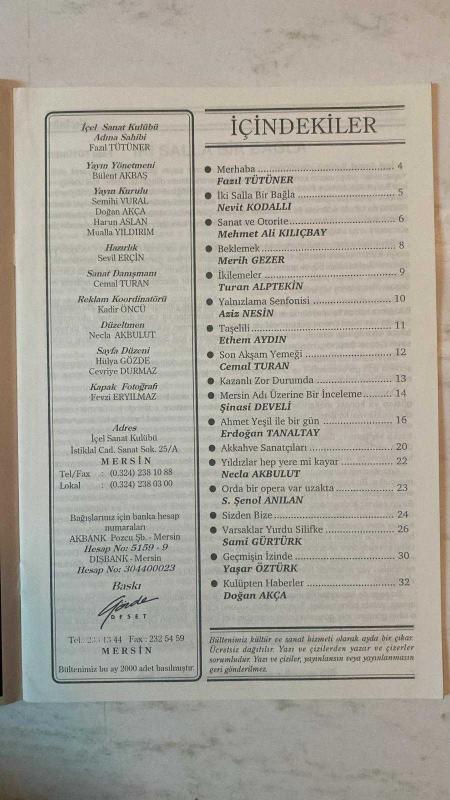 İçel Sanat Kulübü
Adına Sahibi
Fazıl TÜTÜNER
Yayın Yönetmeni
Bülent AKBAŞ
Yayın Kurulu
Semihi VURAL
Doğan AKÇA
Harun ASLAN
Mualla YILDIRIM
Hazırlık
Sevil ERÇİN
Sanat Danışmanı
Cemal TURAN
Reklam Koordinatörü
Kadir ÖNCÜ
Düzeltmen
Necla AKBULUT
Sayfa Düzeni
Hülya GÖZDE
Cevriye DURMAZ
Kapak Fotoğrafı
Fevzi ERYILMAZ
Adres
İçel Sanat Kulübü
İstiklal Cad. Sanat Sok. 25/A
MERSİN
Tel/Fax : (0.324) 238 10 88
Lokal : (0.324) 238 03 00
Bağışlarınız için banka hesap
numaraları
AKBANK Pozcu Şb. - Mersin
Hesap No: 5159 - 9
DIŞBANK - Mersin
Hesap No: 304400023
Baskı
Gözde
OFSET
Tel: 233 13 44 Fax : 232 54 59
MERSİN
Bültenimiz bu ay 2000 adet basılmıştır.
İÇİNDEKİLER
● Merhaba ........ 4
Fazıl TÜTÜNER
● İki Salla Bir Bağla ........ 5
Nevit KODALLI
● Sanat ve Otorite ........ 6
Mehmet Ali KILIÇBAY
● Beklemek ........ 8
Merih GEZER
● İkilemeler ........ 9
Turan ALPTEKİN
● Yalnızlama Senfonisi ........ 10
Aziz NESİN
● Taşelili ........ 11
Ethem AYDIN
● Son Akşam Yemeği ........ 12
Cemal TURAN
● Kazanlı Zor Durumda ........ 13
● Mersin Adı Üzerine Bir İnceleme ........ 14
Şinasi DEVELİ
● Ahmet Yeşil ile bir gün ........ 16
Erdoğan TANALTAY
● Akkahve Sanatçıları ........ 20
● Yıldızlar hep yere mi kayar ........ 22
Necla AKBULUT
● Orda bir opera var uzakta ........ 23
S. Şenol ANILAN
● Sizden Bize ........ 24
● Varsaklar Yurdu Silifke ........ 26
Sami GÜRTÜRK
● Geçmişin İzinde ........ 30
Yaşar ÖZTÜRK
● Kulüpten Haberler ........ 32
Doğan AKÇA
Bültenimiz kültür ve sanat hizmeti olarak ayda bir çıkar.
Ücretsiz dağıtılır. Yazı ve çizilerden yazar ve çizerler
sorumludur. Yazı ve çiziler, yayınlansın veya yayınlanmasın
geri gönderilmez.